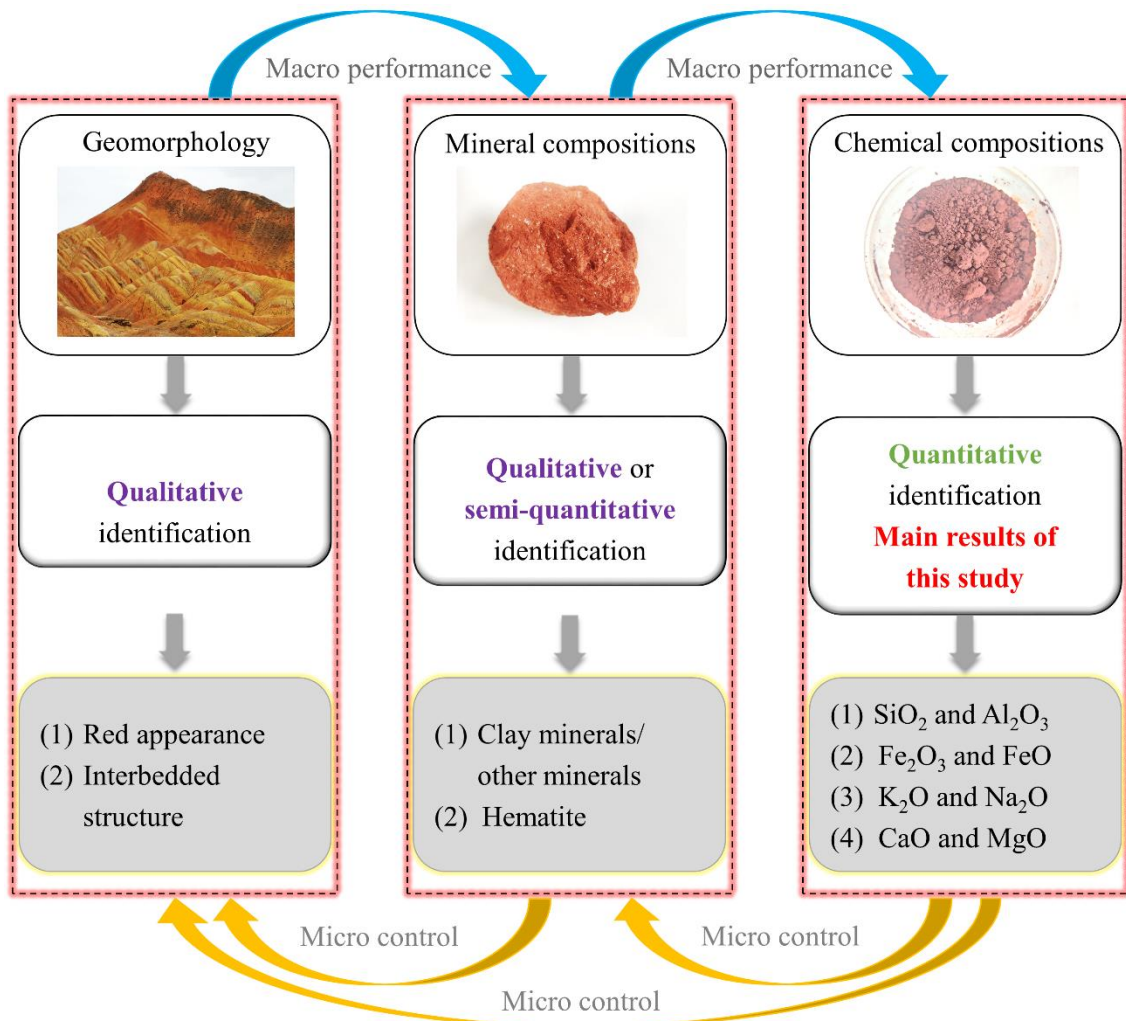 Macro performance
Macro performance
Geomorphology
Qualitative
identification
(1) Red appearance
(2) Interbedded
structure
Mineral compositions
Qualitative or
semi-quantitative
identification
(1) Clay minerals/
other minerals
(2) Hematite
Chemical compositions
Quantitative
identification
Main results of
this study
(1) SiO₂ and Al₂O₃
(2) Fe₂O₃ and FeO
(3) K₂O and Na₂O
(4) CaO and MgO
Micro control
Micro control
Micro control